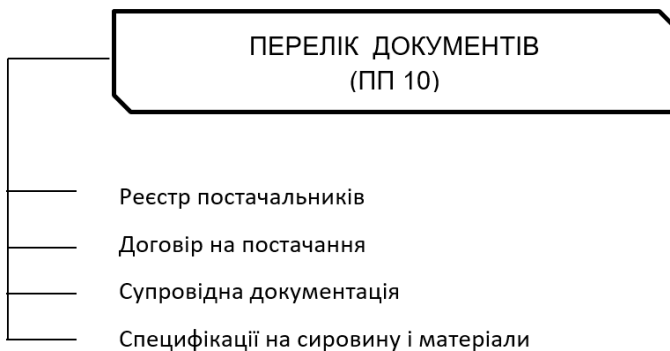 ПЕРЕЛІК ДОКУМЕНТІВ
(ПП 10)
Реєстр постачальників
Договір на постачання
Супровідна документація
Специфікації на сировину і матеріали